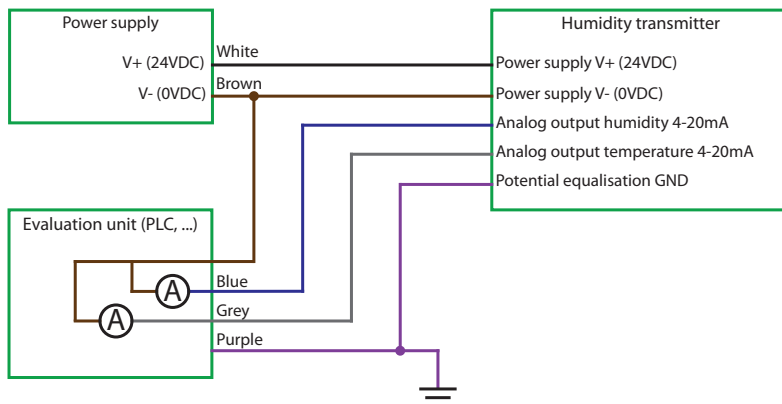 Power supply
V+ (24VDC)
V- (0VDC)
White
Brown
Humidity transmitter
Power supply V+ (24VDC)
Power supply V- (0VDC)
Analog output humidity 4-20mA
Analog output temperature 4-20mA
Potential equalisation GND
Evaluation unit (PLC, ...)
A
Blue
A
Grey
Purple